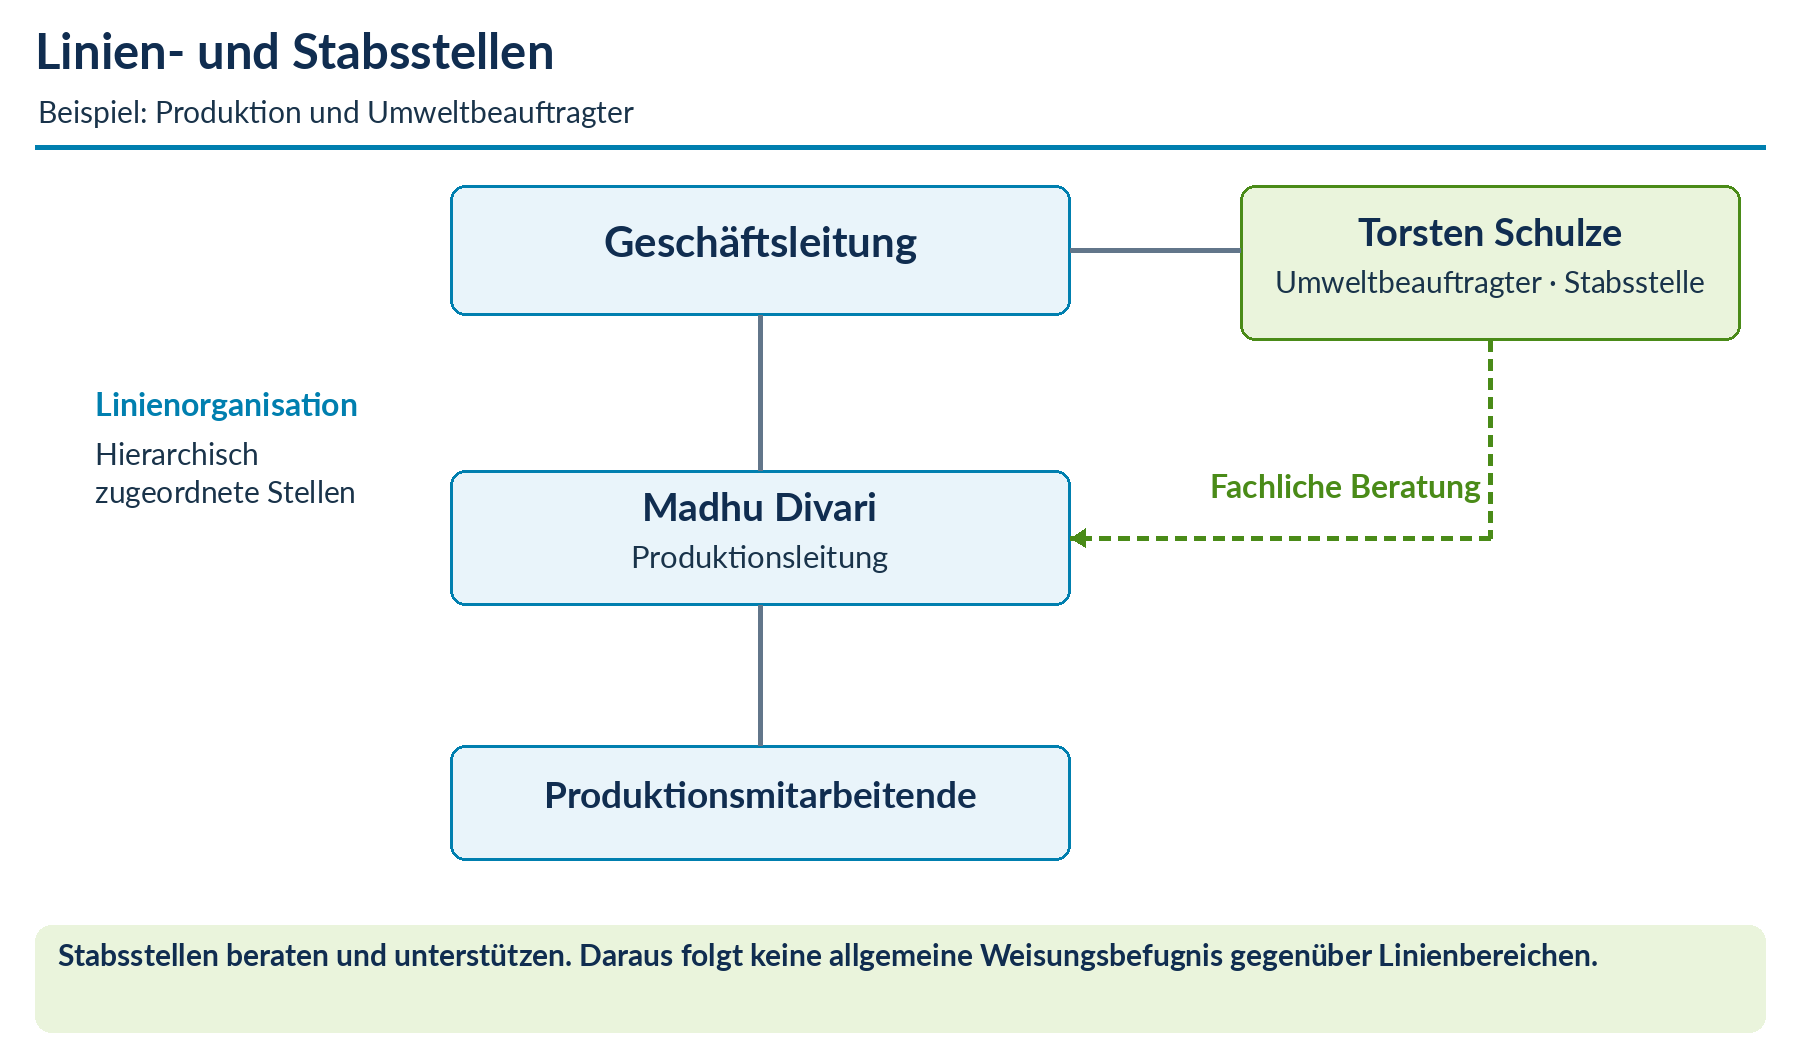 Linien- und Stabsstellen
Beispiel: Produktion und Umweltbeauftragter
Geschäftsleitung
Torsten Schulze
Umweltbeauftragter · Stabsstelle
Linienorganisation
Hierarchisch
zugeordnete Stellen
Fachliche Beratung
Madhu Divari
Produktionsleitung
Produktionsmitarbeitende
Stabsstellen beraten und unterstützen. Daraus folgt keine allgemeine Weisungsbefugnis gegenüber Linienbereichen.